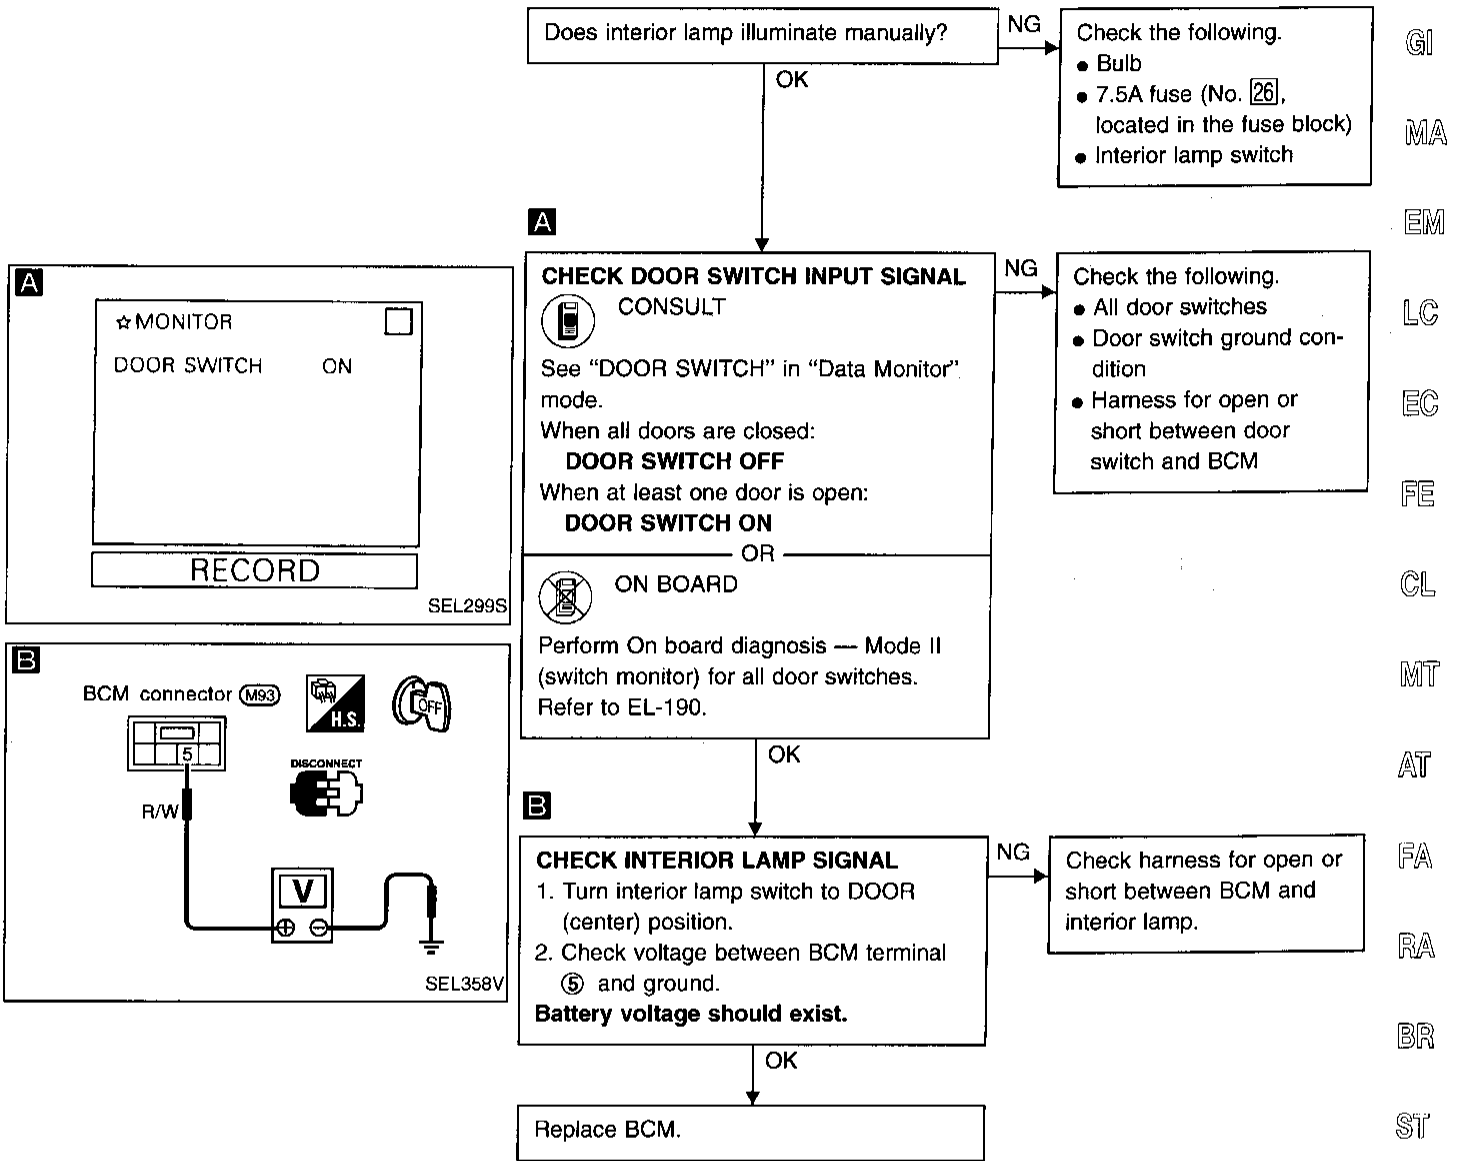 Does interior lamp illuminate manually?
NG
Check the following.
● Bulb
● 7.5A fuse (No. 26,
located in the fuse block)
● Interior lamp switch
OK
A
CHECK DOOR SWITCH INPUT SIGNAL
CONSULT
See “DOOR SWITCH” in “Data Monitor”
mode.
When all doors are closed:
DOOR SWITCH OFF
When at least one door is open:
DOOR SWITCH ON
OR
ON BOARD
Perform On board diagnosis — Mode II
(switch monitor) for all door switches.
Refer to EL-190.
NG
Check the following.
● All door switches
● Door switch ground con-
dition
● Harness for open or
short between door
switch and BCM
OK
A
☆MONITOR
DOOR SWITCH ON
RECORD
SEL299S
B
BCM connector M93
H.S.
OFF
5
DISCONNECT
R/W
V
⊕ ⊖
SEL358V
B
CHECK INTERIOR LAMP SIGNAL
1. Turn interior lamp switch to DOOR
(center) position.
2. Check voltage between BCM terminal
⑤ and ground.
Battery voltage should exist.
NG
Check harness for open or
short between BCM and
interior lamp.
OK
Replace BCM.
GI
MA
EM
LC
EC
FE
CL
MT
AT
FA
RA
BR
ST